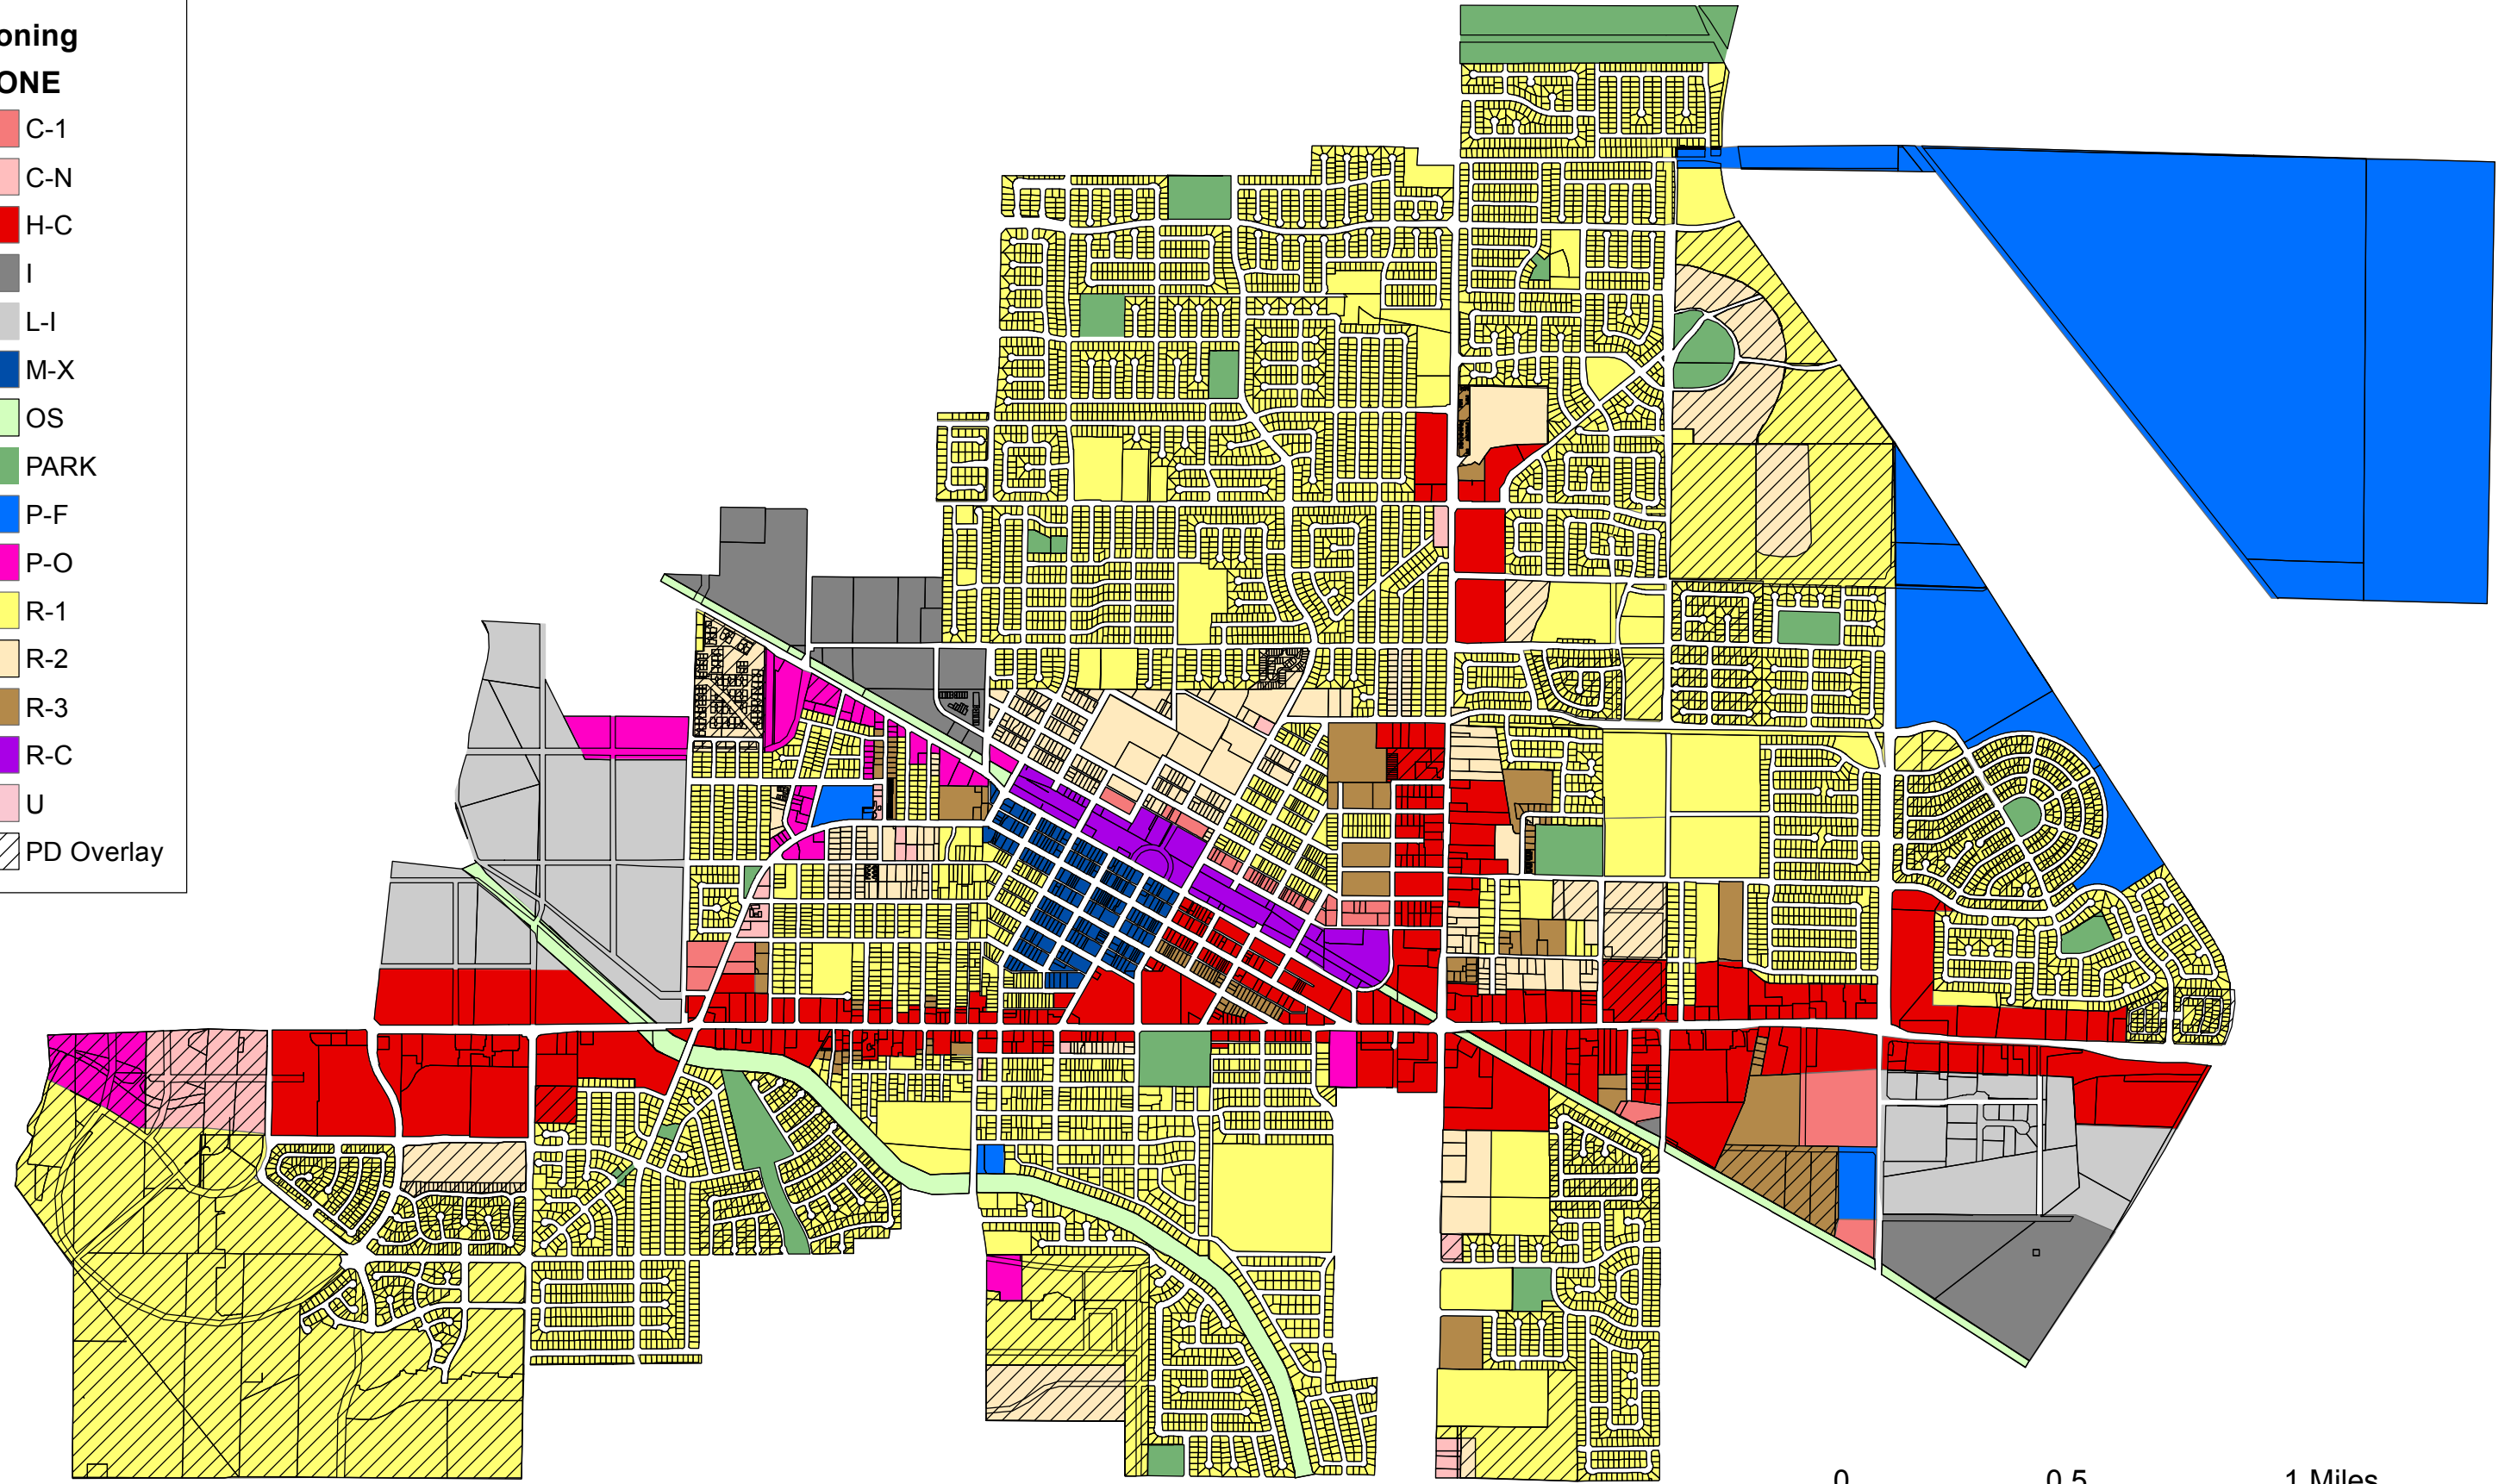 oning
ONE
C-1
C-N
H-C
I
L-I
M-X
OS
PARK
P-F
P-O
R-1
R-2
R-3
R-C
U
PD Overlay
0 0.5 1 Miles